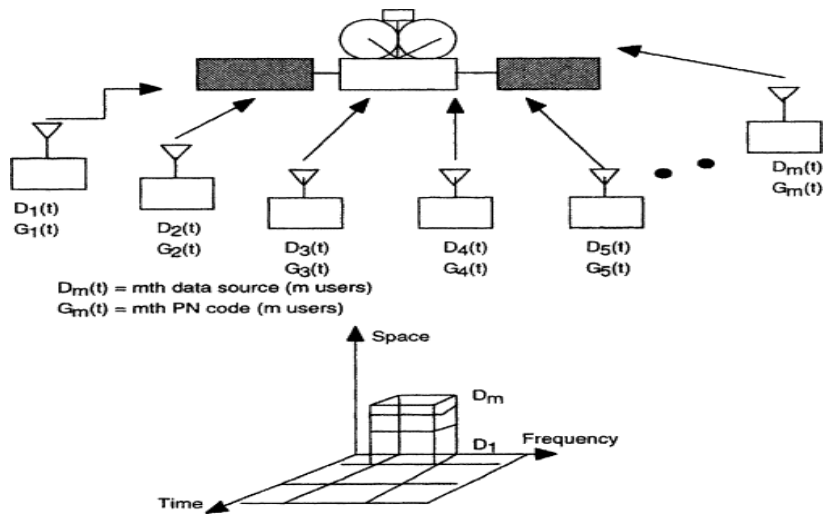 D1(t)
G1(t)
D2(t)
G2(t)
D3(t)
G3(t)
D4(t)
G4(t)
D5(t)
G5(t)
Dm(t)
Gm(t)
Dm(t) = mth data source (m users)
Gm(t) = mth PN code (m users)
Space
Dm
D1
Frequency
Time